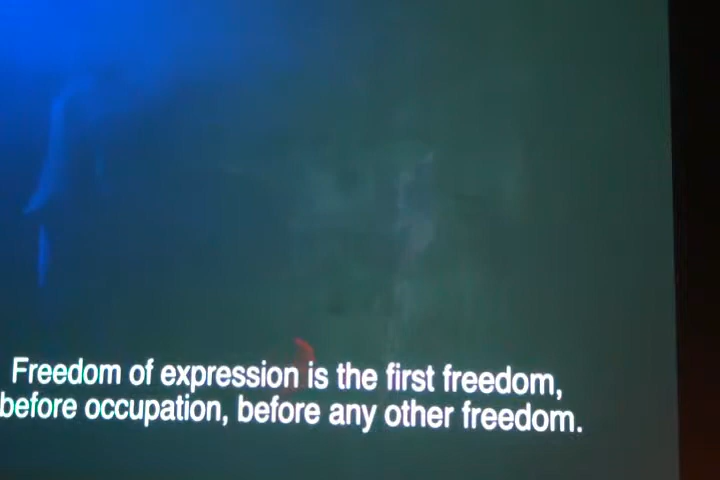 Freedom of expression is the first freedom,
before occupation, before any other freedom.